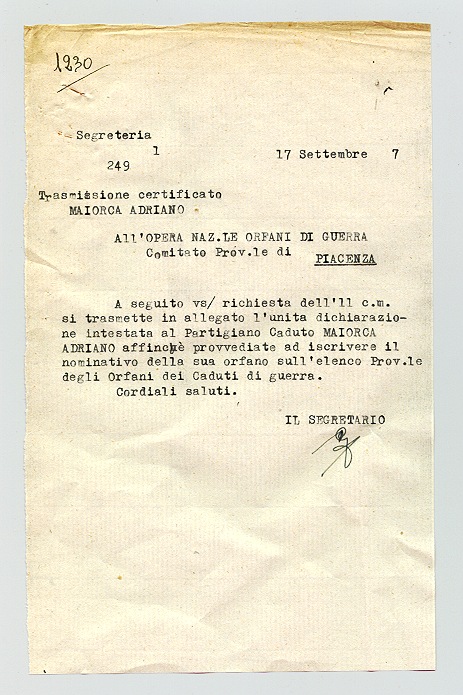 1230
Segreteria
1
249
17 Settembre 7
Trasmissione certificato
MAIORCA ADRIANO
All'OPERA NAZ.LE ORFANI DI GUERRA
Comitato Prov.le di
PIACENZA
A seguito vs/ richiesta dell'11 c.m.
si trasmette in allegato l'unita dichiarazio-
ne intestata al Partigiano Caduto MAIORCA
ADRIANO affinchè provvediate ad iscrivere il
nominativo della sua orfano sull'elenco Prov.le
degli Orfani dei Caduti di guerra.
Cordiali saluti.
IL SEGRETARIO